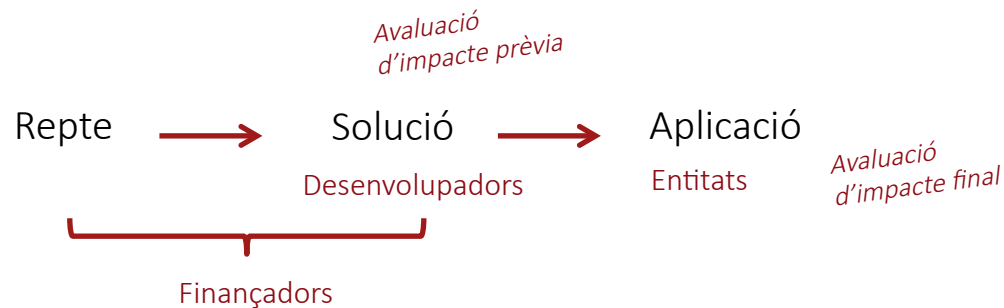 Avaluació
d'impacte prèvia
Repte
Solució
Aplicació
Desenvolupadors
Entitats
Avaluació
d'impacte final
Finançadors